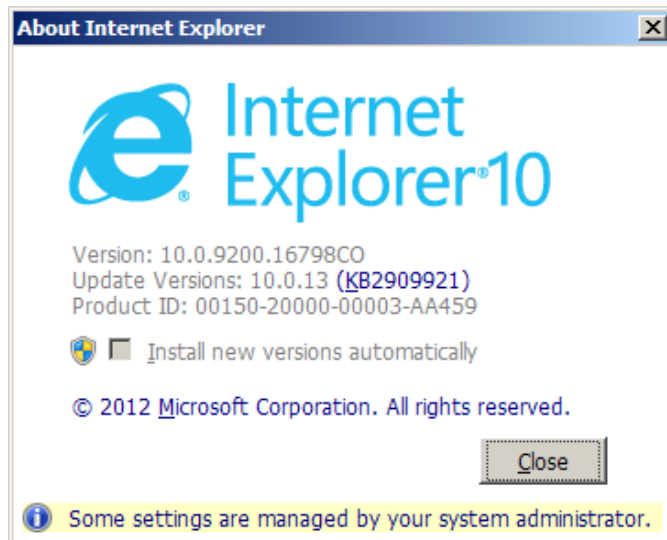 About Internet Explorer
Internet
Explorer®10
Version: 10.0.9200.16798CO
Update Versions: 10.0.13 (KB2909921)
Product ID: 00150-20000-00003-AA459
Install new versions automatically
© 2012 Microsoft Corporation. All rights reserved.
Close
Some settings are managed by your system administrator.